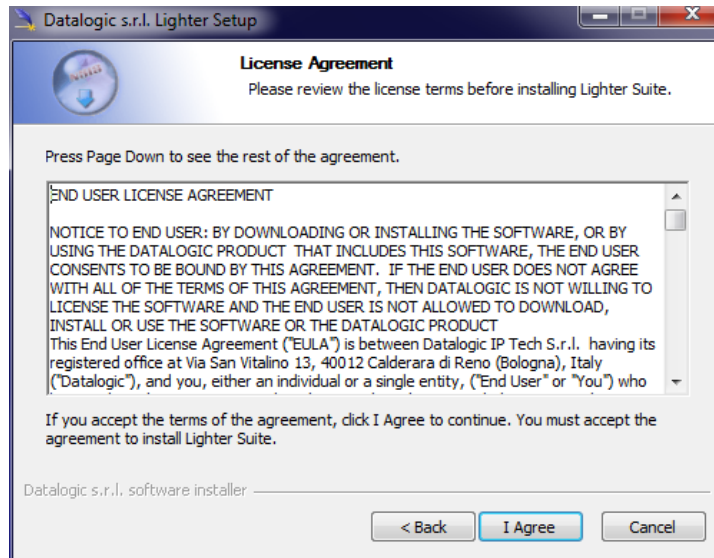 Datalogic s.r.l. Lighter Setup
License Agreement
Please review the license terms before installing Lighter Suite.
Press Page Down to see the rest of the agreement.
END USER LICENSE AGREEMENT
NOTICE TO END USER: BY DOWNLOADING OR INSTALLING THE SOFTWARE, OR BY
USING THE DATALOGIC PRODUCT  THAT INCLUDES THIS SOFTWARE, THE END USER
CONSENTS TO BE BOUND BY THIS AGREEMENT.  IF THE END USER DOES NOT AGREE
WITH ALL OF THE TERMS OF THIS AGREEMENT, THEN DATALOGIC IS NOT WILLING TO
LICENSE THE SOFTWARE AND THE END USER IS NOT ALLOWED TO DOWNLOAD,
INSTALL OR USE THE SOFTWARE OR THE DATALOGIC PRODUCT
This End User License Agreement ("EULA") is between Datalogic IP Tech S.r.l.  having its
registered office at Via San Vitalino 13, 40012 Calderara di Reno (Bologna), Italy
("Datalogic"), and you, either an individual or a single entity, ("End User" or "You") who
If you accept the terms of the agreement, click I Agree to continue. You must accept the
agreement to install Lighter Suite.
Datalogic s.r.l. software installer
< Back
I Agree
Cancel